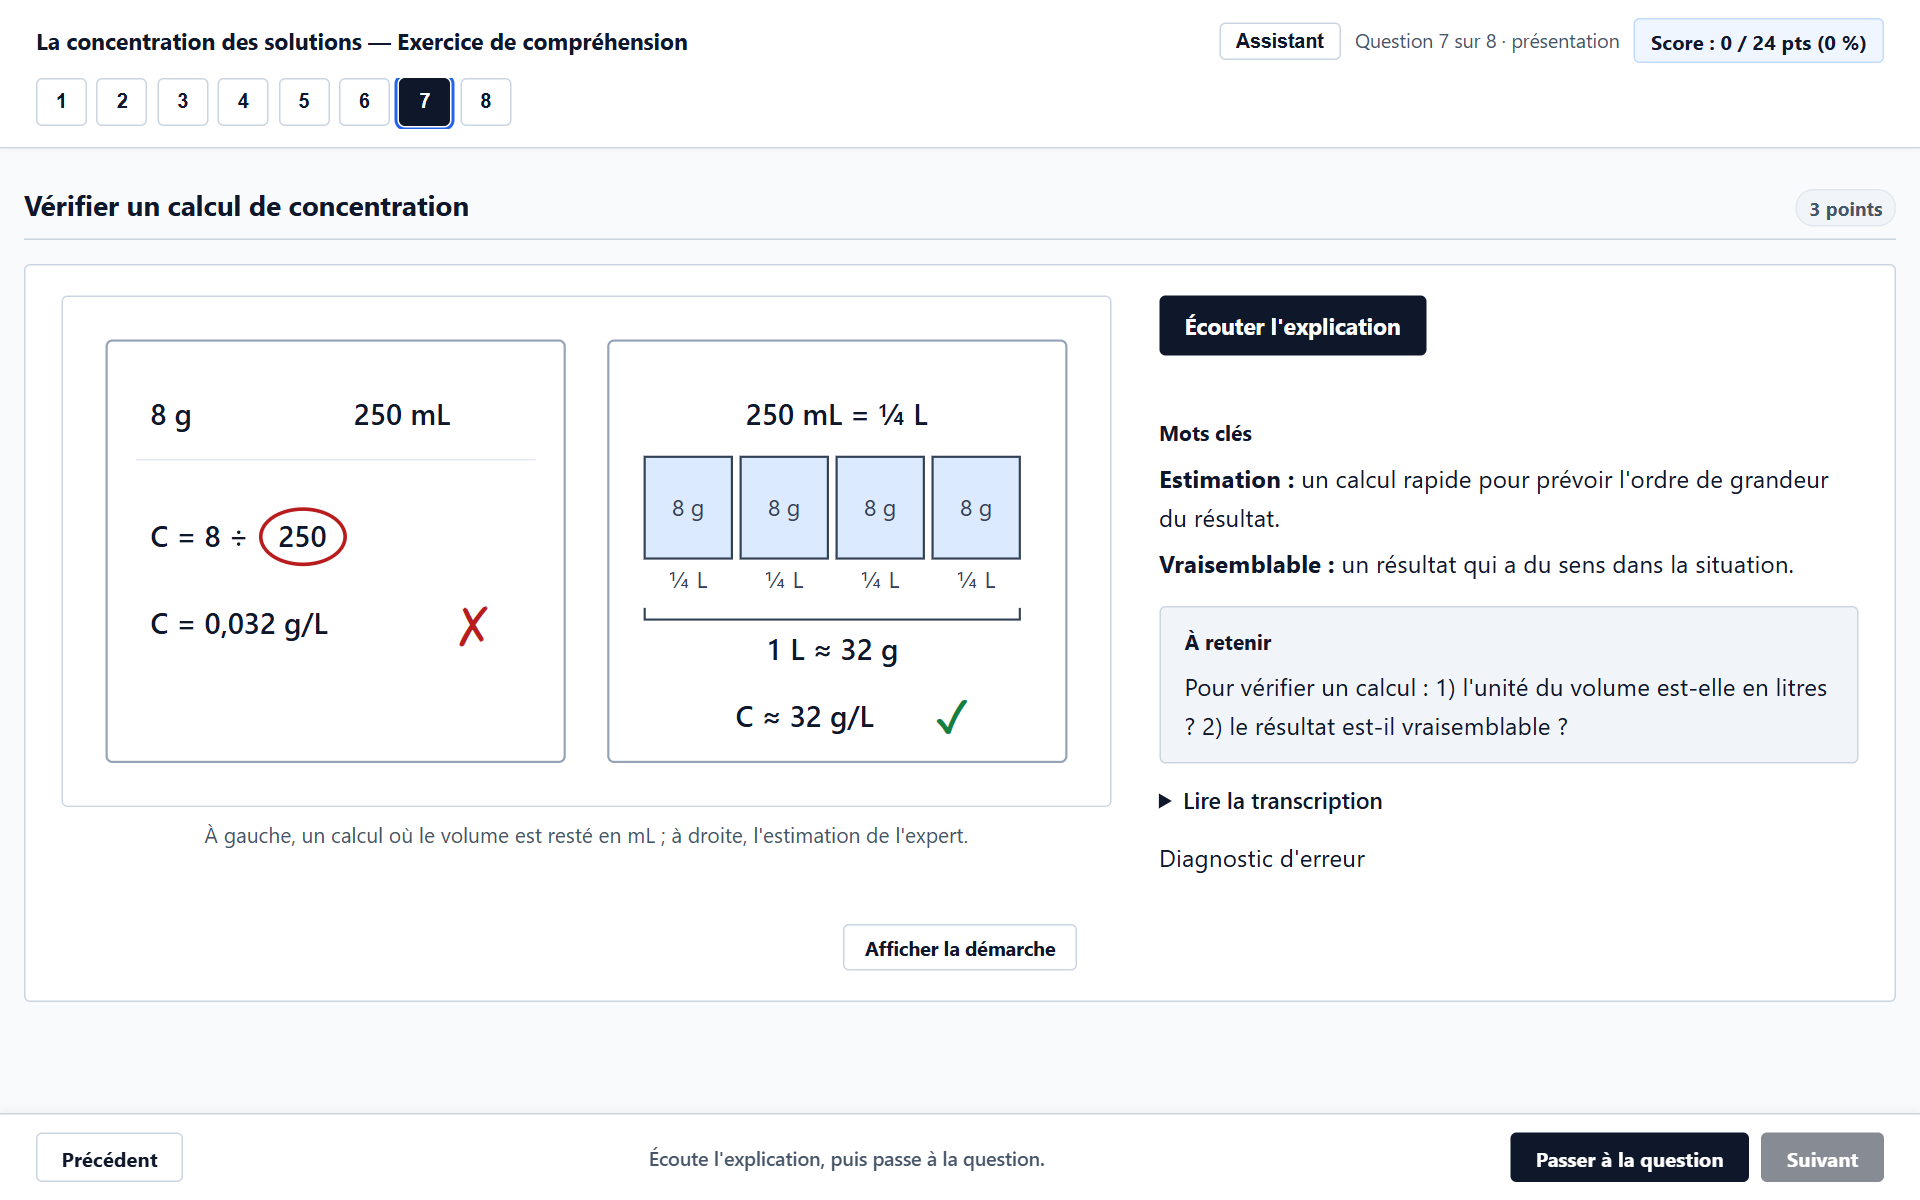 La concentration des solutions — Exercice de compréhension
Assistant
Question 7 sur 8 · présentation
Score : 0 / 24 pts (0 %)
1 2 3 4 5 6 7 8
Vérifier un calcul de concentration
3 points
8 g 250 mL
C = 8 ÷ 250
C = 0,032 g/L ✗
250 mL = ¼ L
8 g 8 g 8 g 8 g
¼ L ¼ L ¼ L ¼ L
1 L ≈ 32 g
C ≈ 32 g/L ✓
À gauche, un calcul où le volume est resté en mL ; à droite, l'estimation de l'expert.
Écouter l'explication
Mots clés
Estimation : un calcul rapide pour prévoir l'ordre de grandeur
du résultat.
Vraisemblable : un résultat qui a du sens dans la situation.
À retenir
Pour vérifier un calcul : 1) l'unité du volume est-elle en litres
? 2) le résultat est-il vraisemblable ?
▶ Lire la transcription
Diagnostic d'erreur
Afficher la démarche
Précédent
Écoute l'explication, puis passe à la question.
Passer à la question
Suivant